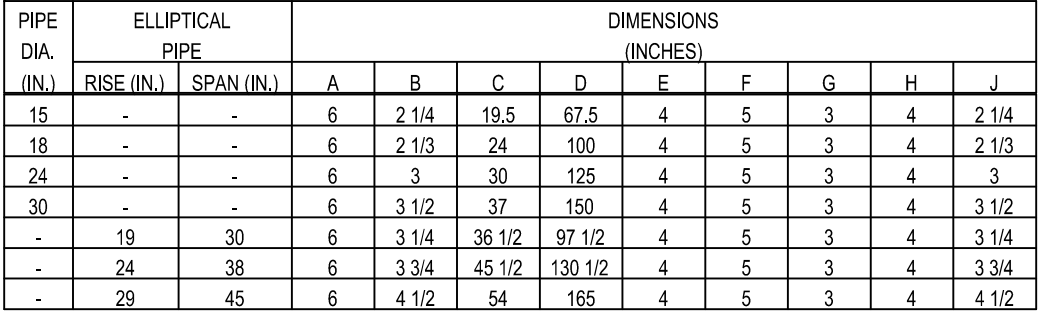 PIPE ELLIPTICAL DIMENSIONS
DIA. PIPE (INCHES)
(IN.) RISE (IN.) SPAN (IN.) A B C D E F G H J
15 - - 6 2 1/4 19.5 67.5 4 5 3 4 2 1/4
18 - - 6 2 1/3 24 100 4 5 3 4 2 1/3
24 - - 6 3 30 125 4 5 3 4 3
30 - - 6 3 1/2 37 150 4 5 3 4 3 1/2
- 19 30 6 3 1/4 36 1/2 97 1/2 4 5 3 4 3 1/4
- 24 38 6 3 3/4 45 1/2 130 1/2 4 5 3 4 3 3/4
- 29 45 6 4 1/2 54 165 4 5 3 4 4 1/2